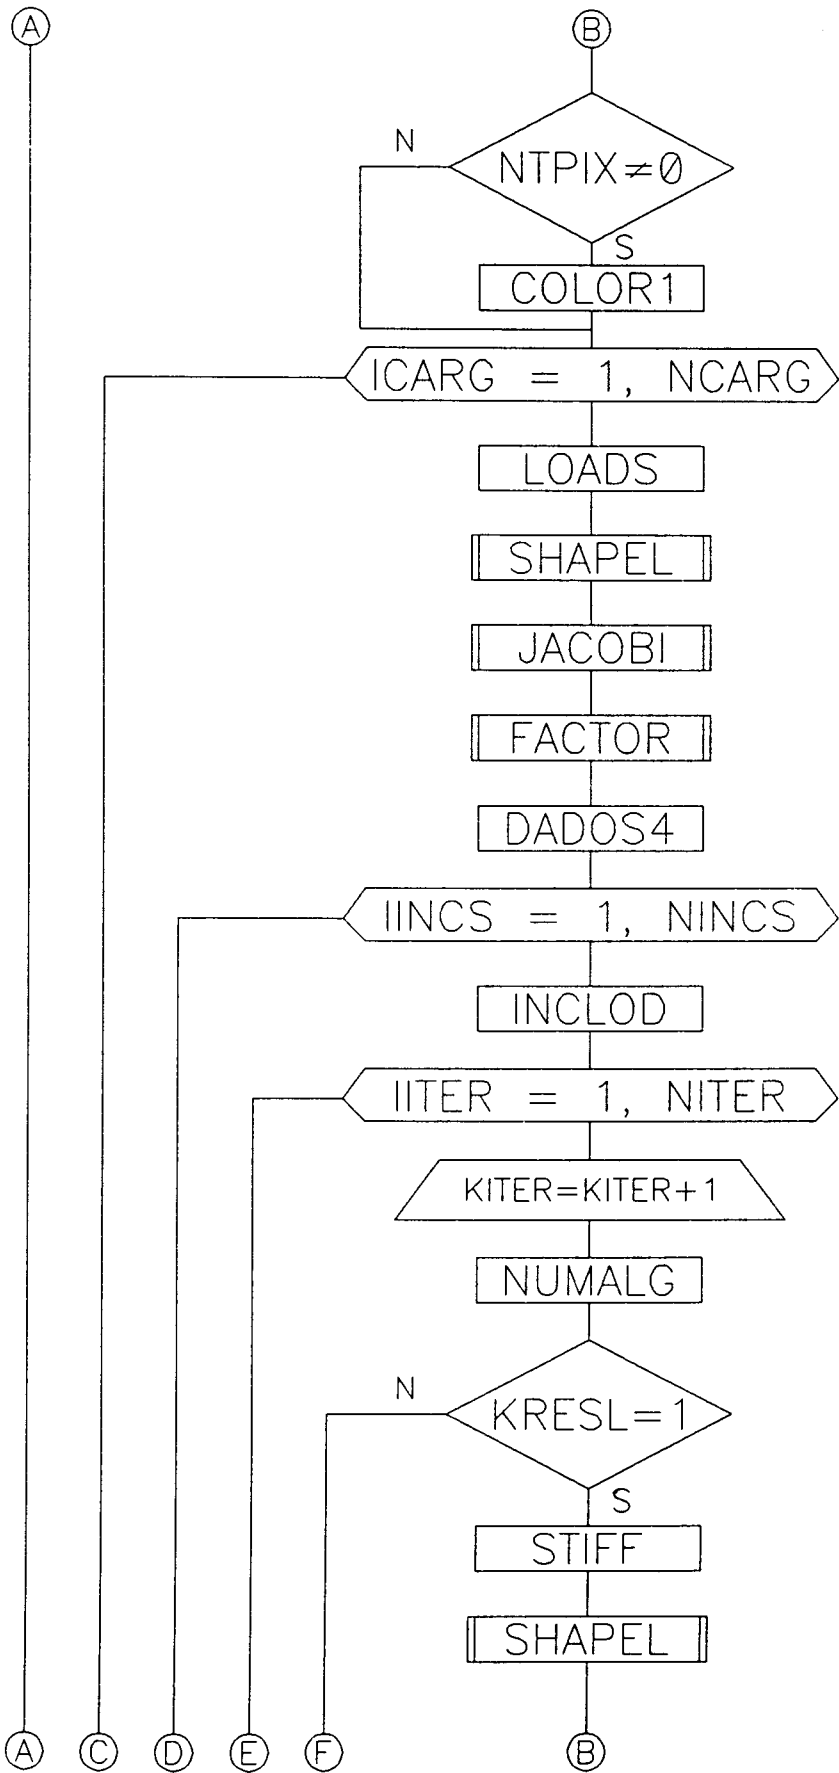 A
B
N
NTPIX≠0
S
COLOR1
ICARG = 1, NCARG
LOADS
SHAPEL
JACOBI
FACTOR
DADOS4
IINCS = 1, NINCS
INCLOD
IITER = 1, NITER
KITER=KITER+1
NUMALG
N
KRESL=1
S
STIFF
SHAPEL
A
C
D
E
F
B